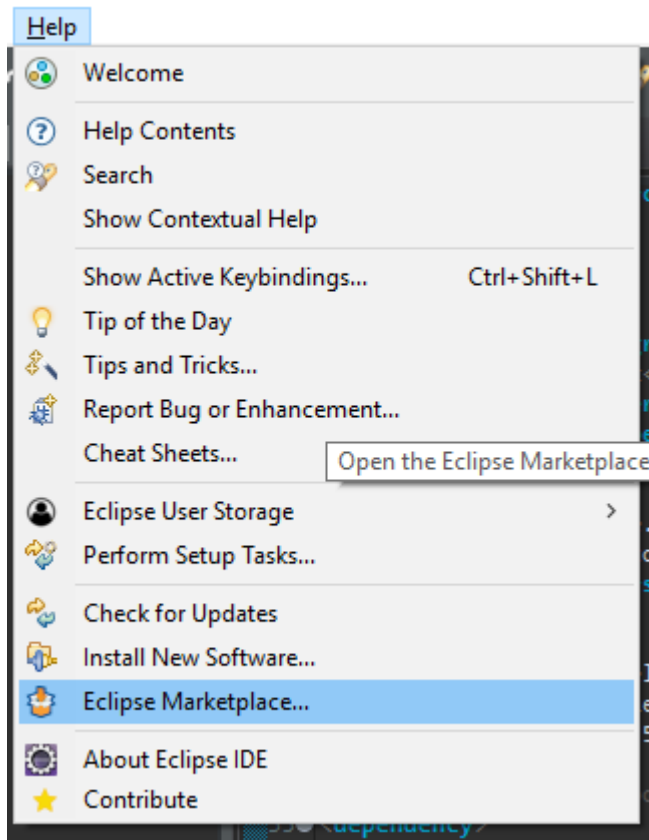 Help
Welcome
Help Contents
Search
Show Contextual Help
Show Active Keybindings... Ctrl+Shift+L
Tip of the Day
Tips and Tricks...
Report Bug or Enhancement...
Cheat Sheets...
Open the Eclipse Marketplace
Eclipse User Storage
Perform Setup Tasks...
Check for Updates
Install New Software...
Eclipse Marketplace...
About Eclipse IDE
Contribute
<dependency>